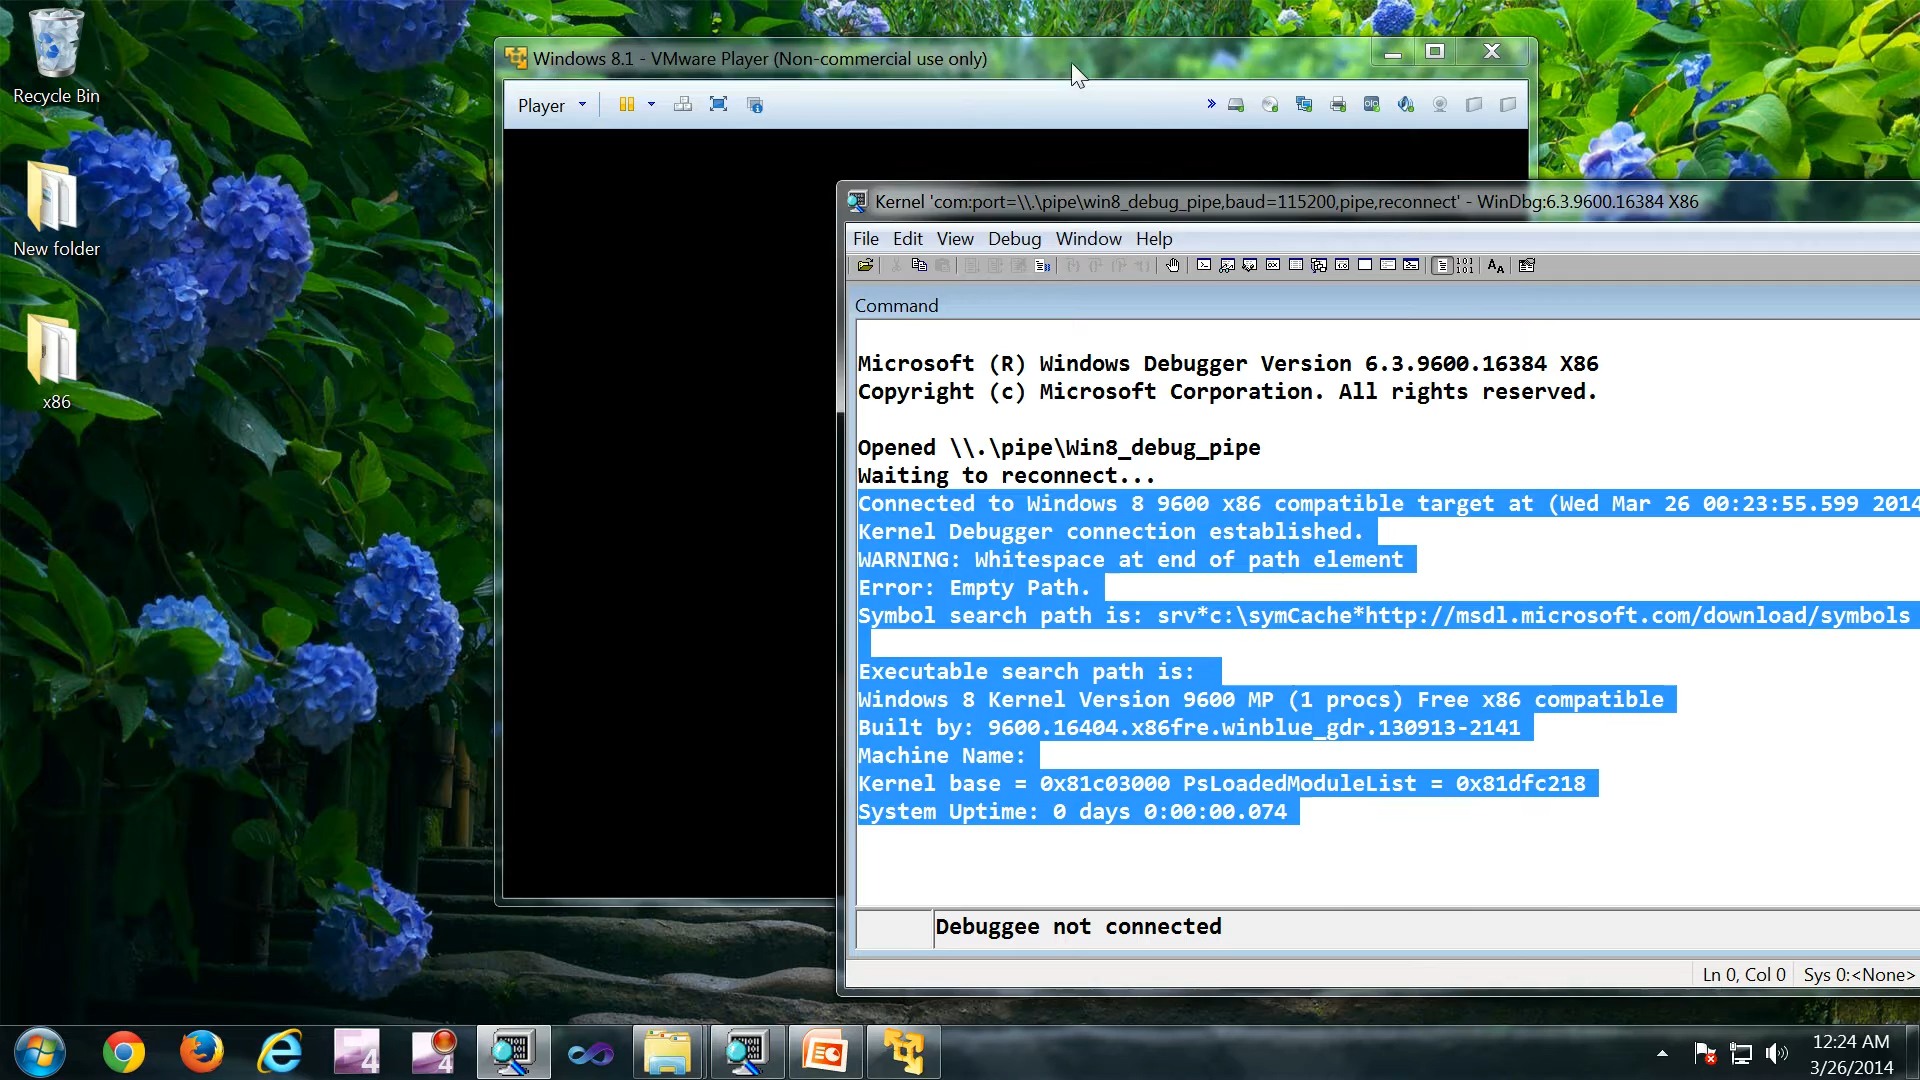 Recycle Bin
New folder
x86
Windows 8.1 - VMware Player (Non-commercial use only)
Player
Kernel 'com:port=\\.\pipe\win8_debug_pipe,baud=115200,pipe,reconnect' - WinDbg:6.3.9600.16384 X86
File Edit View Debug Window Help
Command
Microsoft (R) Windows Debugger Version 6.3.9600.16384 X86
Copyright (c) Microsoft Corporation. All rights reserved.
Opened \\.\pipe\Win8_debug_pipe
Waiting to reconnect...
Connected to Windows 8 9600 x86 compatible target at (Wed Mar 26 00:23:55.599 2014
Kernel Debugger connection established.
WARNING: Whitespace at end of path element
Error: Empty Path.
Symbol search path is: srv*c:\symCache*http://msdl.microsoft.com/download/symbols
Executable search path is:
Windows 8 Kernel Version 9600 MP (1 procs) Free x86 compatible
Built by: 9600.16404.x86fre.winblue_gdr.130913-2141
Machine Name:
Kernel base = 0x81c03000 PsLoadedModuleList = 0x81dfc218
System Uptime: 0 days 0:00:00.074
Debuggee not connected
Ln 0, Col 0 Sys 0:<None>
12:24 AM
3/26/2014